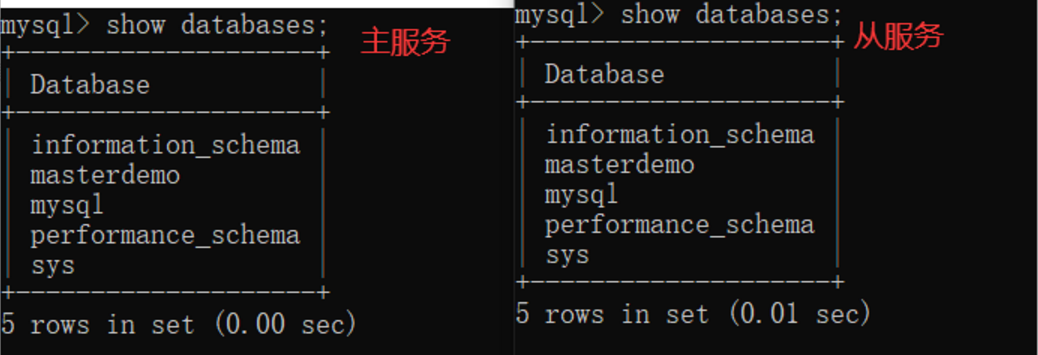 mysql> show databases;
主服务
+--------------------+
| Database           |
+--------------------+
| information_schema |
| masterdemo         |
| mysql              |
| performance_schema |
| sys                |
+--------------------+
5 rows in set (0.00 sec)
mysql> show databases;
从服务
+--------------------+
| Database           |
+--------------------+
| information_schema |
| masterdemo         |
| mysql              |
| performance_schema |
| sys                |
+--------------------+
5 rows in set (0.01 sec)